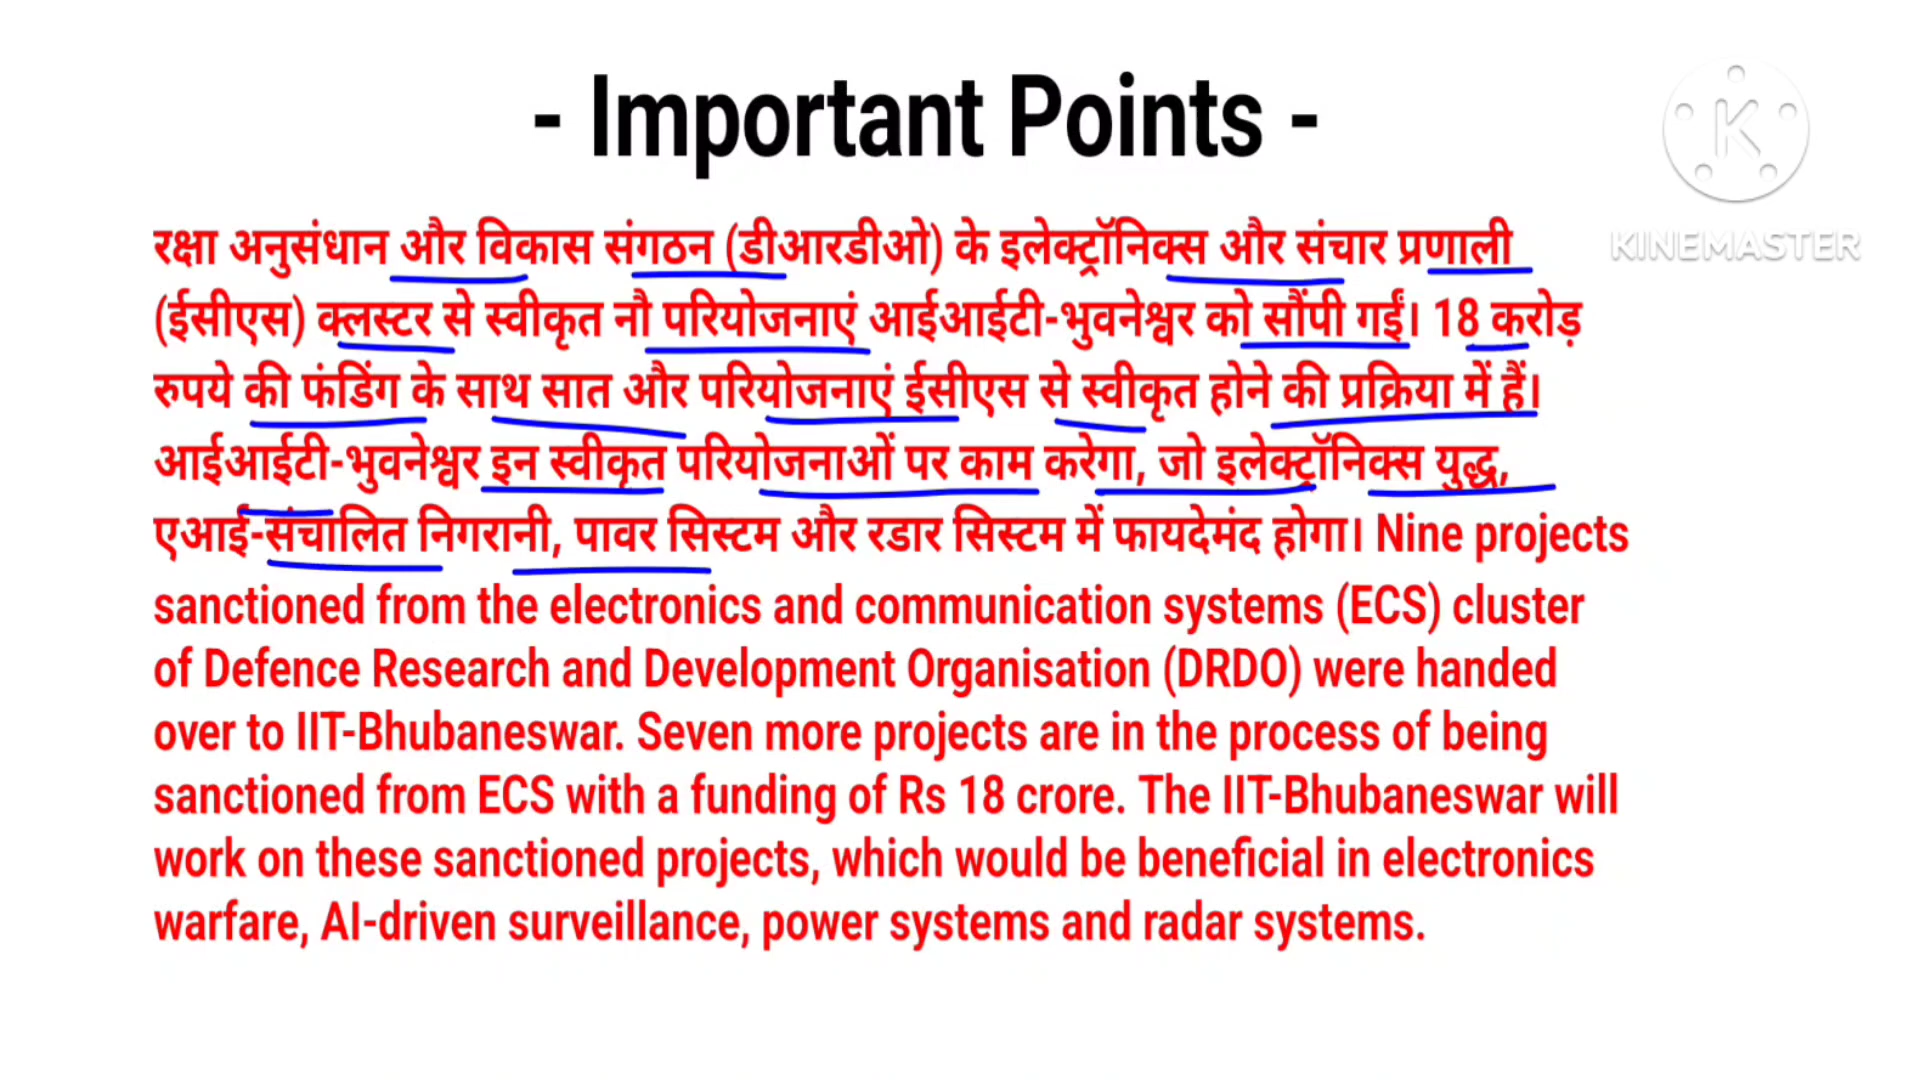 - Important Points -
K
KINEMASTER
रक्षा अनुसंधान और विकास संगठन (डीआरडीओ) के इलेक्ट्रॉनिक्स और संचार प्रणाली
(ईसीएस) क्लस्टर से स्वीकृत नौ परियोजनाएं आईआईटी-भुवनेश्वर को सौंपी गईं। 18 करोड़
रुपये की फंडिंग के साथ सात और परियोजनाएं ईसीएस से स्वीकृत होने की प्रक्रिया में हैं।
आईआईटी-भुवनेश्वर इन स्वीकृत परियोजनाओं पर काम करेगा, जो इलेक्ट्रॉनिक्स युद्ध,
एआई-संचालित निगरानी, पावर सिस्टम और रडार सिस्टम में फायदेमंद होगा। Nine projects
sanctioned from the electronics and communication systems (ECS) cluster
of Defence Research and Development Organisation (DRDO) were handed
over to IIT-Bhubaneswar. Seven more projects are in the process of being
sanctioned from ECS with a funding of Rs 18 crore. The IIT-Bhubaneswar will
work on these sanctioned projects, which would be beneficial in electronics
warfare, AI-driven surveillance, power systems and radar systems.